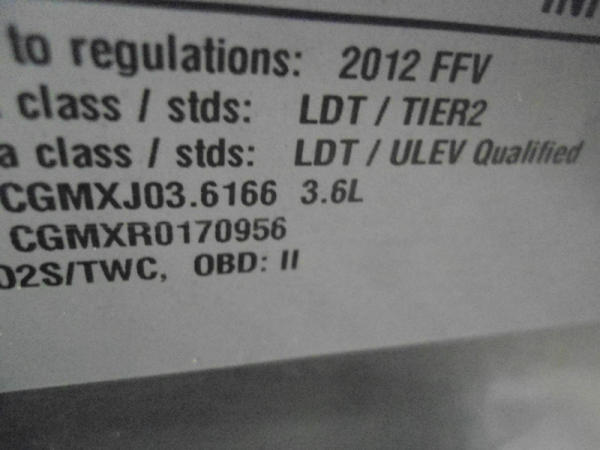 to regulations: 2012 FFV
class / stds: LDT / TIER2
a class / stds: LDT / ULEV Qualified
CGMXJ03.6166 3.6L
CGMXR0170956
O2S/TWC, OBD: II